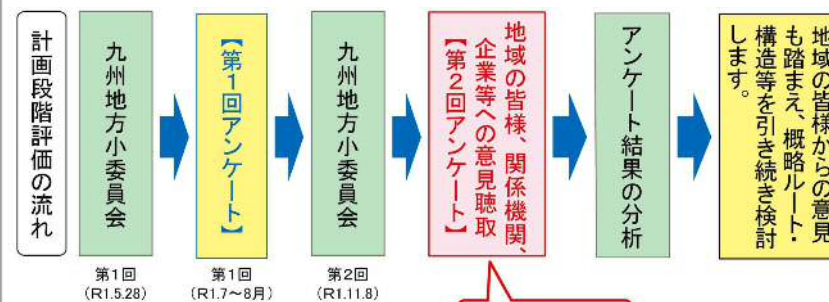 計画段階評価の流れ
九州地方小委員会
【第1回アンケート】
九州地方小委員会
地域の皆様、関係機関、
企業等への意見聴取
【第2回アンケート】
アンケート結果の分析
地域の皆様からの意見
も踏まえ、概略ルート・
構造等を引き続き検討
します。
第1回
(R1.5.28)
第1回
(R1.7～8月)
第2回
(R1.11.8)